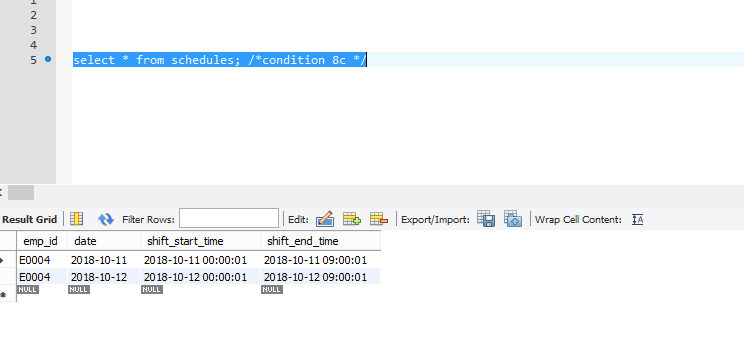 1
2
3
4
5 select * from schedules; /*condition 8c */
Result Grid Filter Rows: Edit: Export/Import: Wrap Cell Content: IA
emp_id date shift_start_time shift_end_time
E0004 2018-10-11 2018-10-11 00:00:01 2018-10-11 09:00:01
E0004 2018-10-12 2018-10-12 00:00:01 2018-10-12 09:00:01
NULL NULL NULL NULL